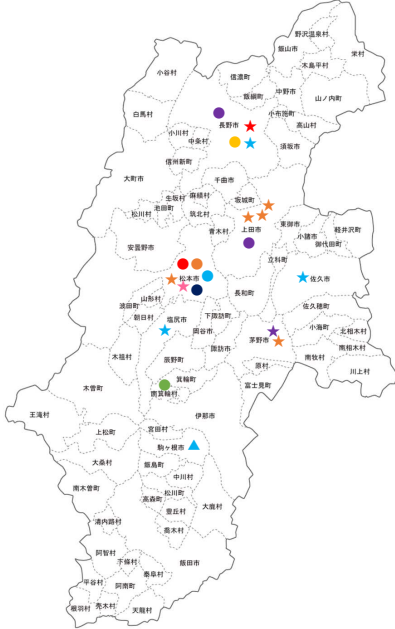 野沢温泉村
栄村
飯山市
木島平村
信濃町
小谷村
飯綱町
中野市
山ノ内町
白馬村
小布施町
長野市
高山村
小川村
中条村
須坂市
信州新町
大町市
千曲市
生坂村
麻績村
坂城町
池田町
松川村
筑北村
青木村
上田市
東御市
小諸市
軽井沢町
御代田町
安曇野市
立科町
松本市
佐久市
山形村
長和町
波田町
朝日村
塩尻市
下諏訪町
佐久穂町
岡谷市
小海町
北相木村
茅野市
南相木村
諏訪市
木祖村
辰野町
原村
南牧村
川上村
箕輪町
富士見町
木曽町
南箕輪村
王滝村
伊那市
宮田村
上松町
駒ヶ根市
大桑村
飯島町
中川村
南木曽町
松川町
高森町
大鹿村
豊丘村
清内路村
喬木村
阿智村
下條村
飯田市
泰阜村
平谷村
阿南町
根羽村
売木村
天龍村